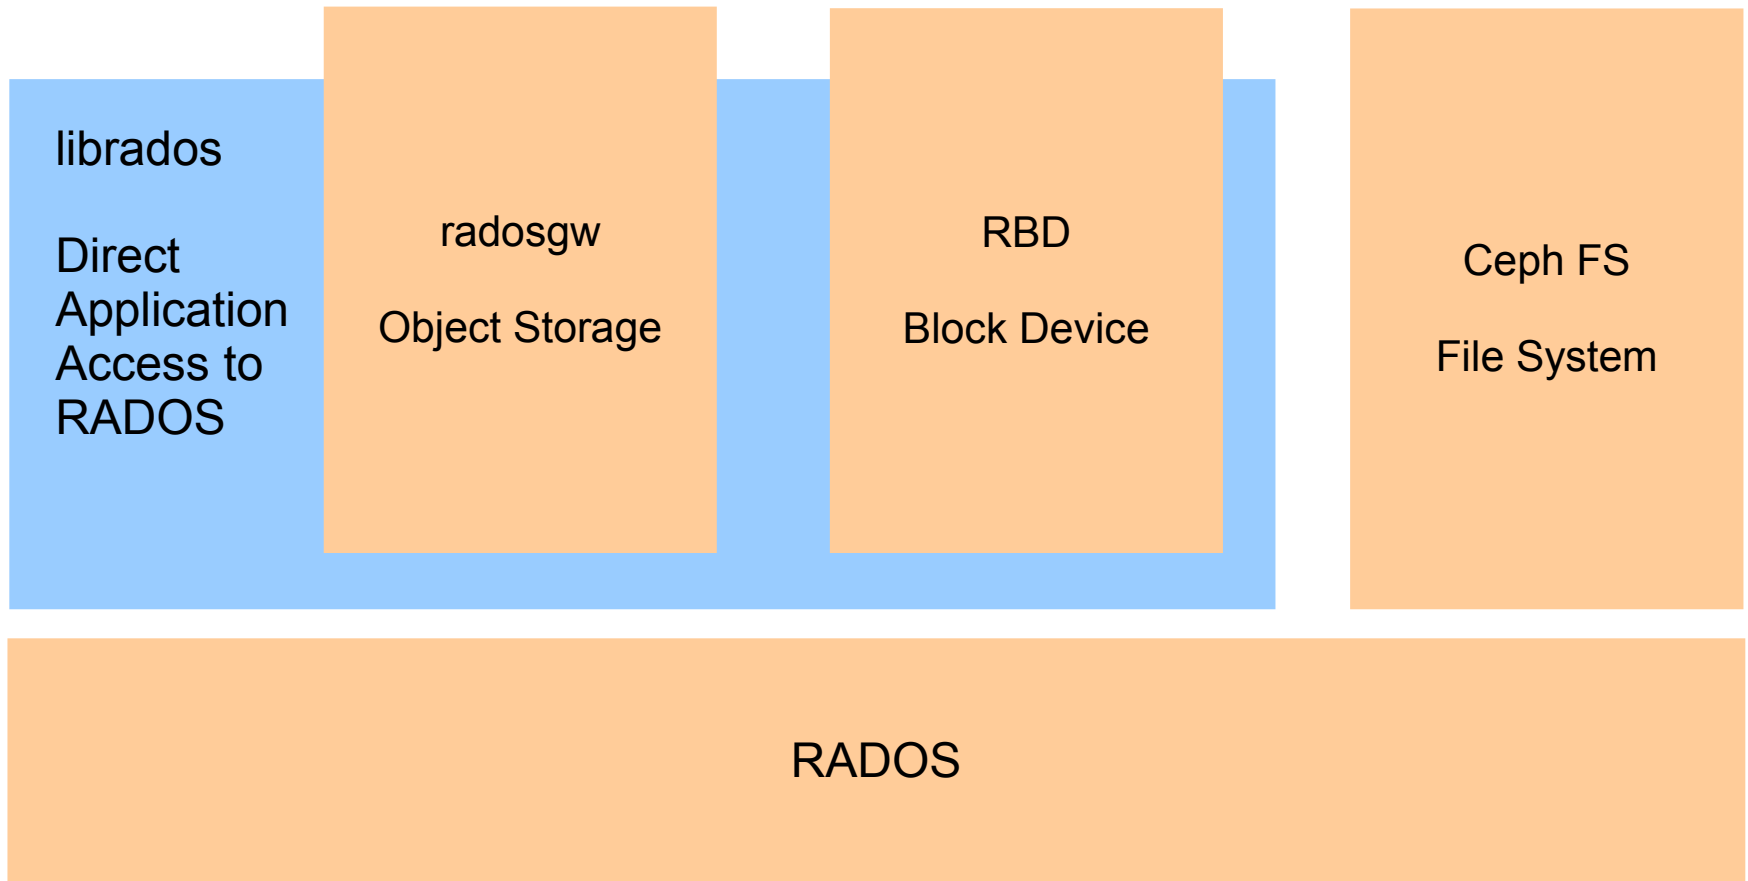 librados
Direct
Application
Access to
RADOS
radosgw
Object Storage
RBD
Block Device
Ceph FS
File System
RADOS